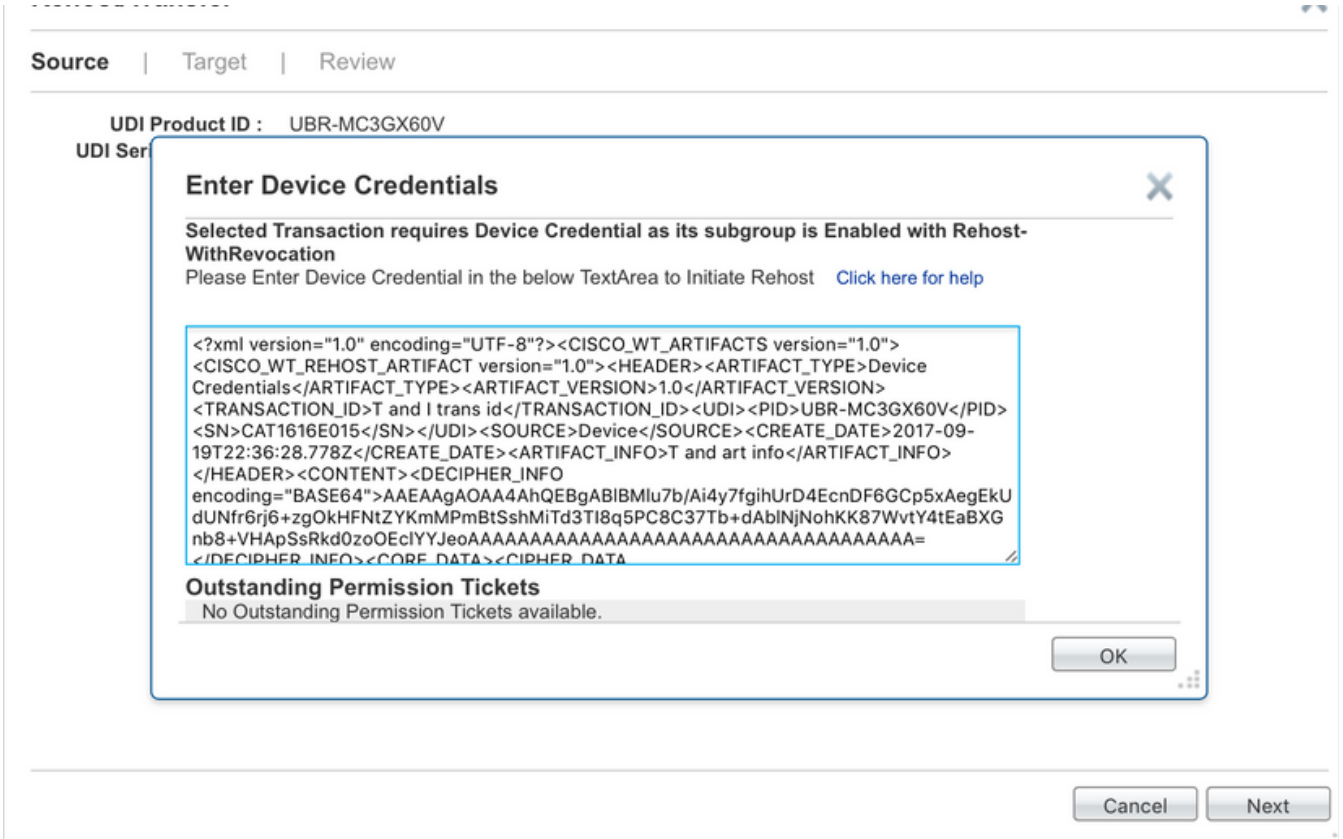 Source | Target | Review
UDI Product ID : UBR-MC3GX60V
UDI Seri
Enter Device Credentials
Selected Transaction requires Device Credential as its subgroup is Enabled with Rehost-
WithRevocation
Please Enter Device Credential in the below TextArea to Initiate Rehost Click here for help
<?xml version="1.0" encoding="UTF-8"?><CISCO_WT_ARTIFACTS version="1.0">
<CISCO_WT_REHOST_ARTIFACT version="1.0"><HEADER><ARTIFACT_TYPE>Device
Credentials</ARTIFACT_TYPE><ARTIFACT_VERSION>1.0</ARTIFACT_VERSION>
<TRANSACTION_ID>T and I trans id</TRANSACTION_ID><UDI><PID>UBR-MC3GX60V</PID>
<SN>CAT1616E015</SN></UDI><SOURCE>Device</SOURCE><CREATE_DATE>2017-09-
19T22:36:28.778Z</CREATE_DATE><ARTIFACT_INFO>T and art info</ARTIFACT_INFO>
</HEADER><CONTENT><DECIPHER_INFO
encoding="BASE64">AAEAAgAOAA4AhQEBgABlBMlu7b/Ai4y7fgihUrD4EcnDF6GCp5xAegEkU
dUNfr6rj6+zgOkHFNtZYKmMPmBtSshMiTd3TI8q5PC8C37Tb+dAblNjNohKK87WvtY4tEaBXG
nb8+VHApSsRkd0zoOEclYYJeoAAAAAAAAAAAAAAAAAAAAAAAAAAAAAAAAAAA=
</DECIPHER_INFO><CORE_DATA><CIPHER_DATA
Outstanding Permission Tickets
No Outstanding Permission Tickets available.
OK
Cancel Next